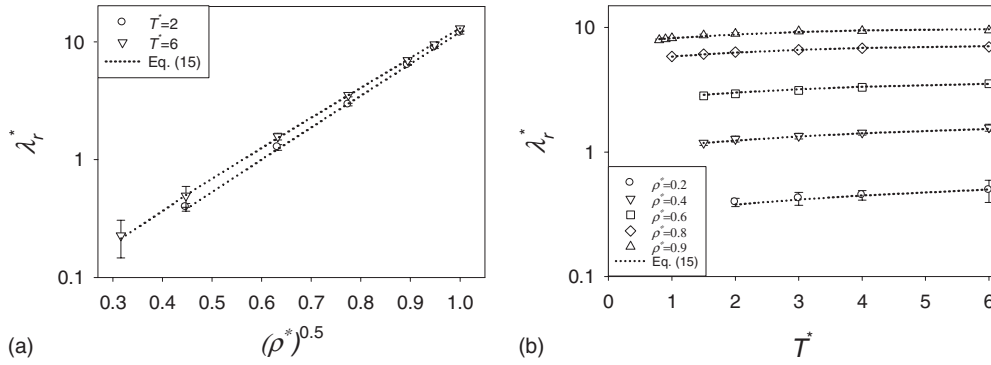 T*=2
T*=6
Eq. (15)
10
1
0.1
λr*
0.3 0.4 0.5 0.6 0.7 0.8 0.9 1.0
(ρ*)0.5
(a)
10
1
0.1
λr*
ρ*=0.2
ρ*=0.4
ρ*=0.6
ρ*=0.8
ρ*=0.9
Eq. (15)
0 1 2 3 4 5 6
T*
(b)